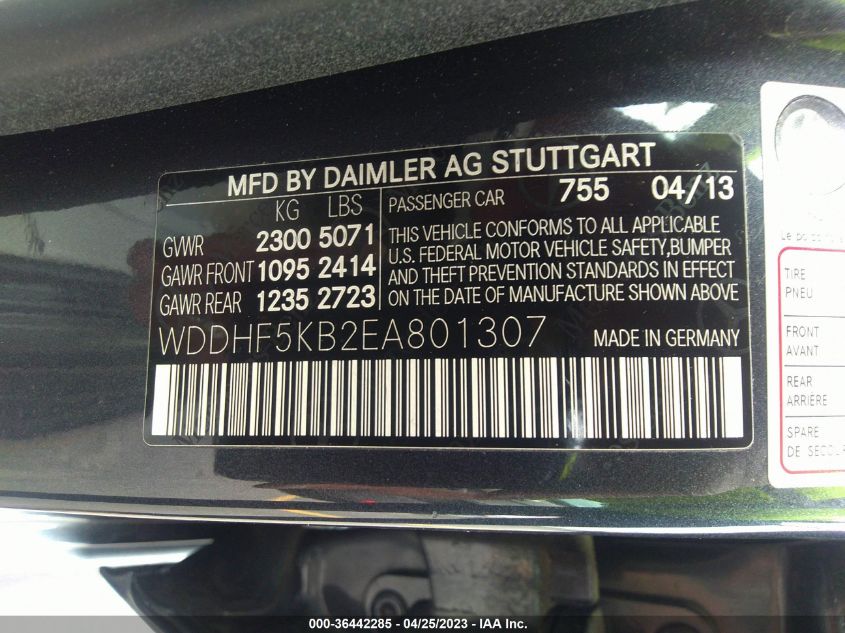 MFD BY DAIMLER AG STUTTGART
KG LBS
GVWR 2300 5071
GAWR FRONT 1095 2414
GAWR REAR 1235 2723
PASSENGER CAR 755 04/13
THIS VEHICLE CONFORMS TO ALL APPLICABLE
U.S. FEDERAL MOTOR VEHICLE SAFETY,BUMPER
AND THEFT PREVENTION STANDARDS IN EFFECT
ON THE DATE OF MANUFACTURE SHOWN ABOVE
WDDHF5KB2EA801307 MADE IN GERMANY
TIRE
PNEU
FRONT
AVANT
REAR
ARRIÈRE
SPARE
000-36442285 - 04/25/2023 - IAA Inc.